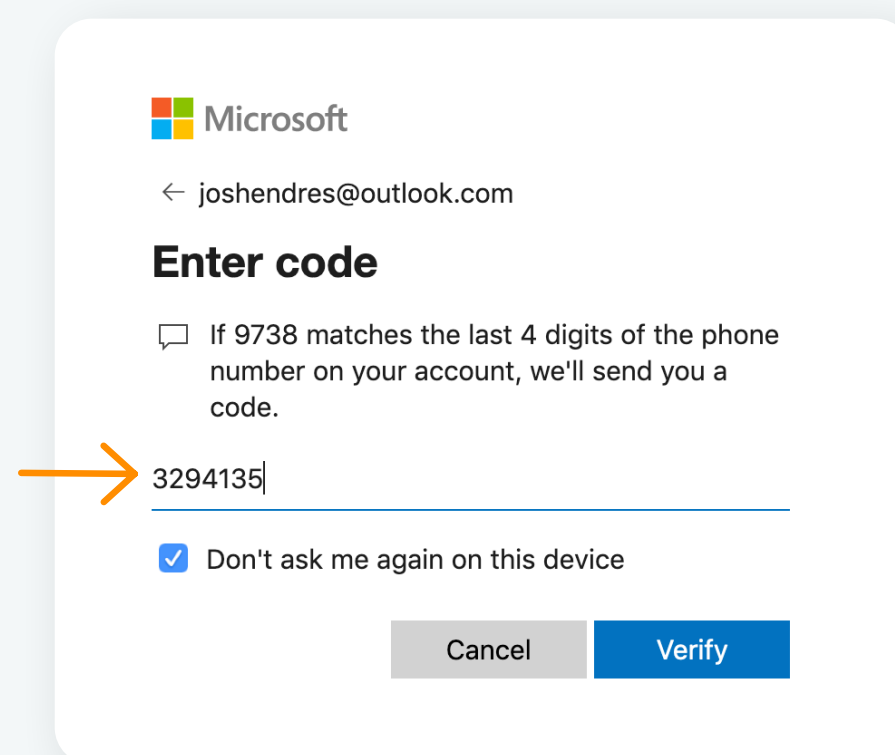 Microsoft
joshendres@outlook.com
Enter code
If 9738 matches the last 4 digits of the phone
number on your account, we'll send you a
code.
3294135
Don't ask me again on this device
Cancel
Verify